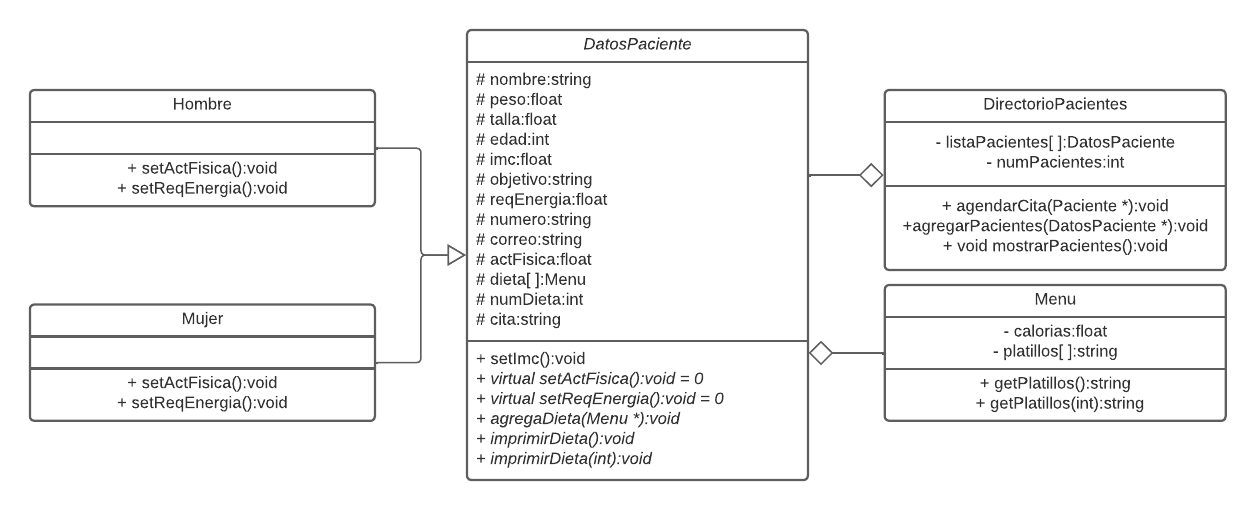 Hombre
+ setActFisica():void
+ setReqEnergia():void
Mujer
+ setActFisica():void
+ setReqEnergia():void
DatosPaciente
# nombre:string
# peso:float
# talla:float
# edad:int
# imc:float
# objetivo:string
# reqEnergia:float
# numero:string
# correo:string
# actFisica:float
# dieta[ ]:Menu
# numDieta:int
# cita:string
+ setImc():void
+ virtual setActFisica():void = 0
+ virtual setReqEnergia():void = 0
+ agregaDieta(Menu *):void
+ imprimirDieta():void
+ imprimirDieta(int):void
DirectorioPacientes
- listaPacientes[ ]:DatosPaciente
- numPacientes:int
+ agendarCita(Paciente *):void
+agregarPacientes(DatosPaciente *):void
+ void mostrarPacientes():void
Menu
- calorias:float
- platillos[ ]:string
+ getPlatillos():string
+ getPlatillos(int):string